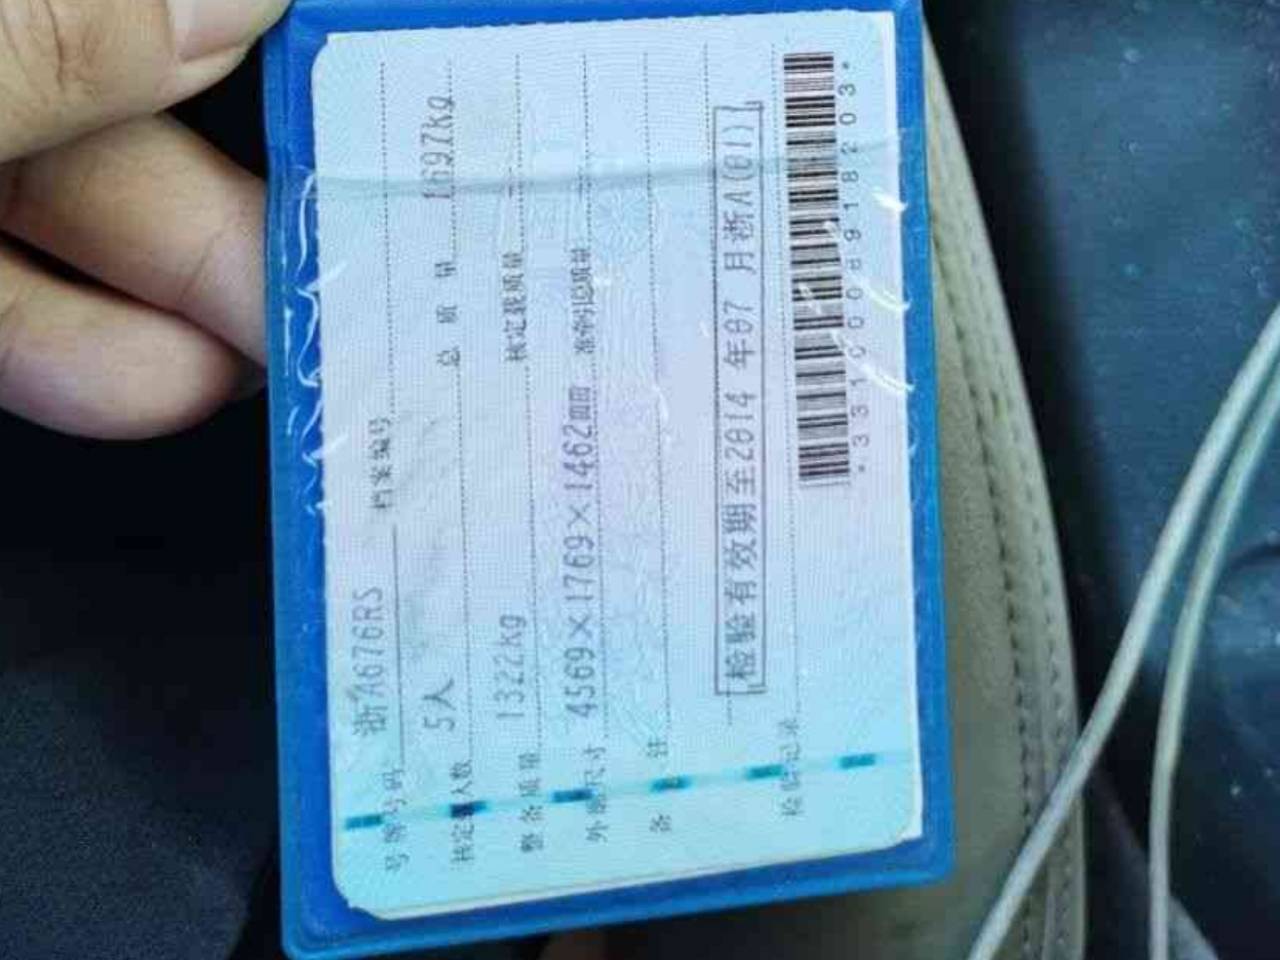 号牌号码 浙A676RS 档案编号
核定载人数 5人 总质量 1697kg
整备质量 1322kg 核定载质量 --
外廓尺寸 4569×1769×1462mm 准牵引总质量 --
备注
检验有效期至2014年07月浙A(01)
检验记录
*3310008918203*